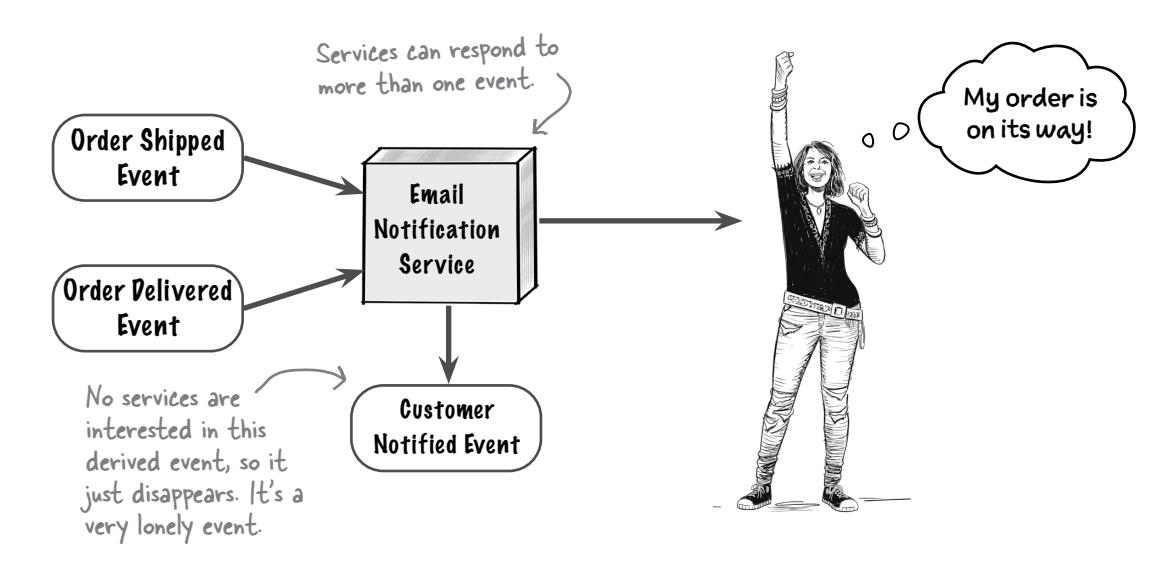 Services can respond to
more than one event.
My order is
on its way!
Order Shipped
Event
Email
Notification
Service
Order Delivered
Event
No services are
interested in this
derived event, so it
just disappears. It's a
very lonely event.
Customer
Notified Event